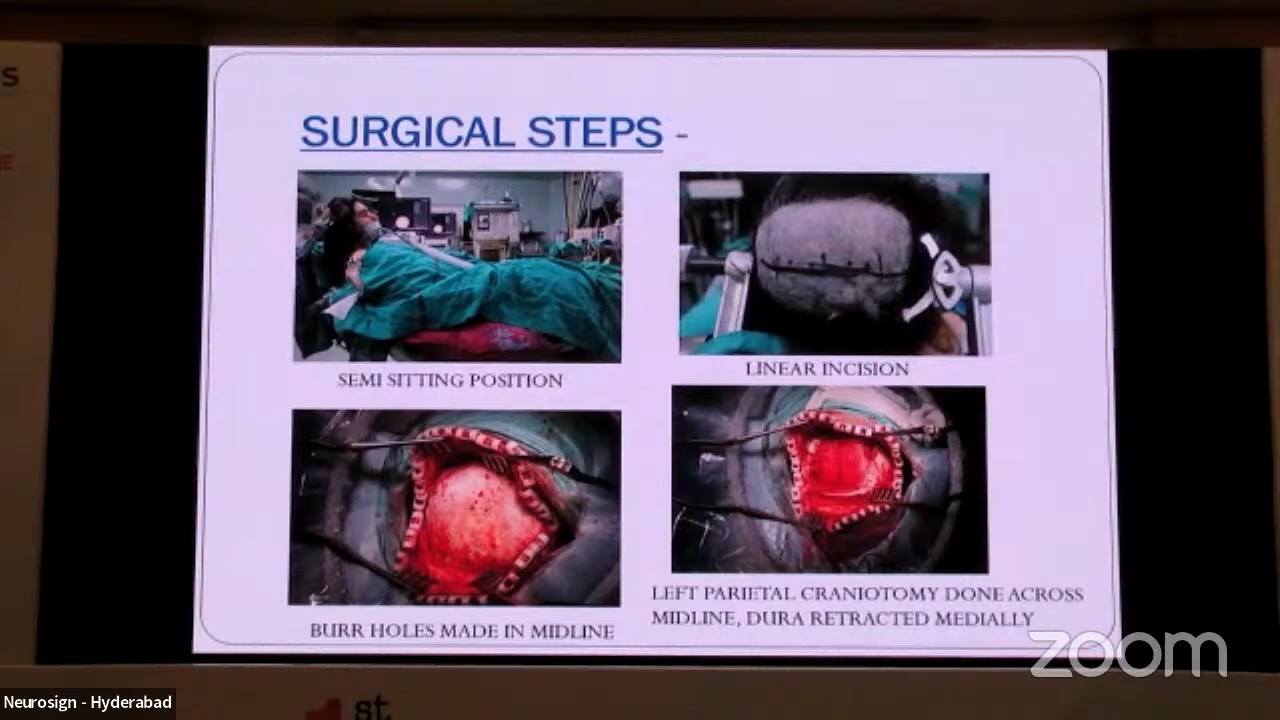 S
E
SURGICAL STEPS -
SEMI SITTING POSITION
LINEAR INCISION
BURR HOLES MADE IN MIDLINE
LEFT PARIETAL CRANIOTOMY DONE ACROSS
MIDLINE, DURA RETRACTED MEDIALLY
zoom
Neurosign - Hyderabad
1st